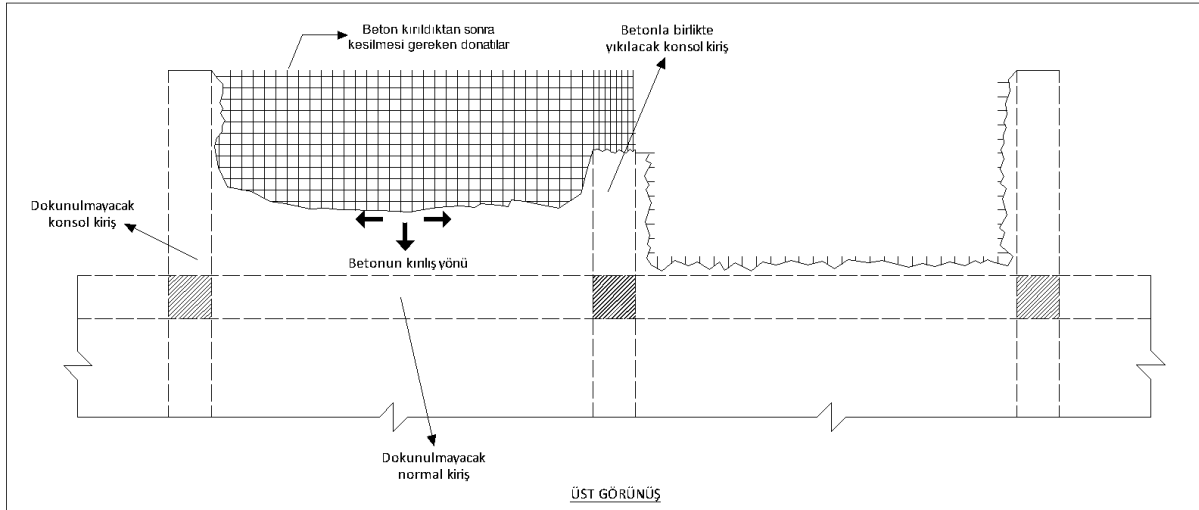 Beton kırıldıktan sonra
kesilmesi gereken donatılar
Betonla birlikte
yıkılacak konsol kiriş
Dokunulmayacak
konsol kiriş
Betonun kırılış yönü
Dokunulmayacak
normal kiriş
ÜST GÖRÜNÜŞ